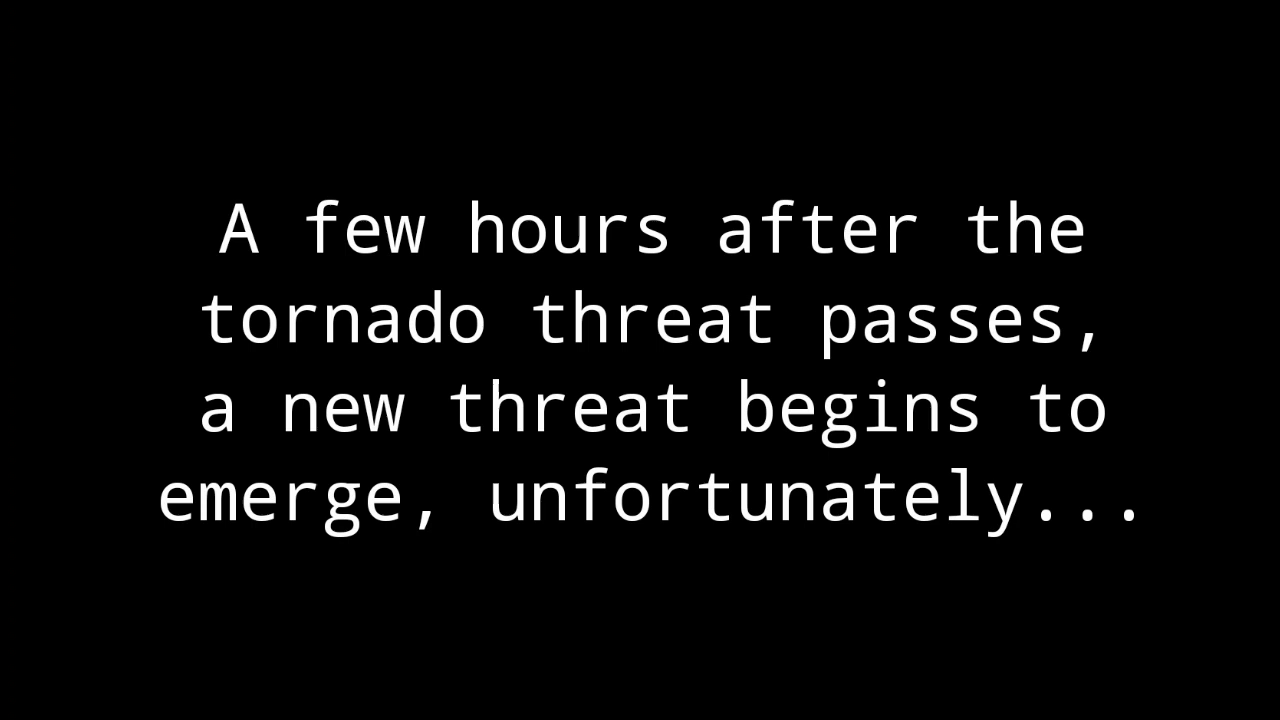 A few hours after the
tornado threat passes,
a new threat begins to
emerge, unfortunately...